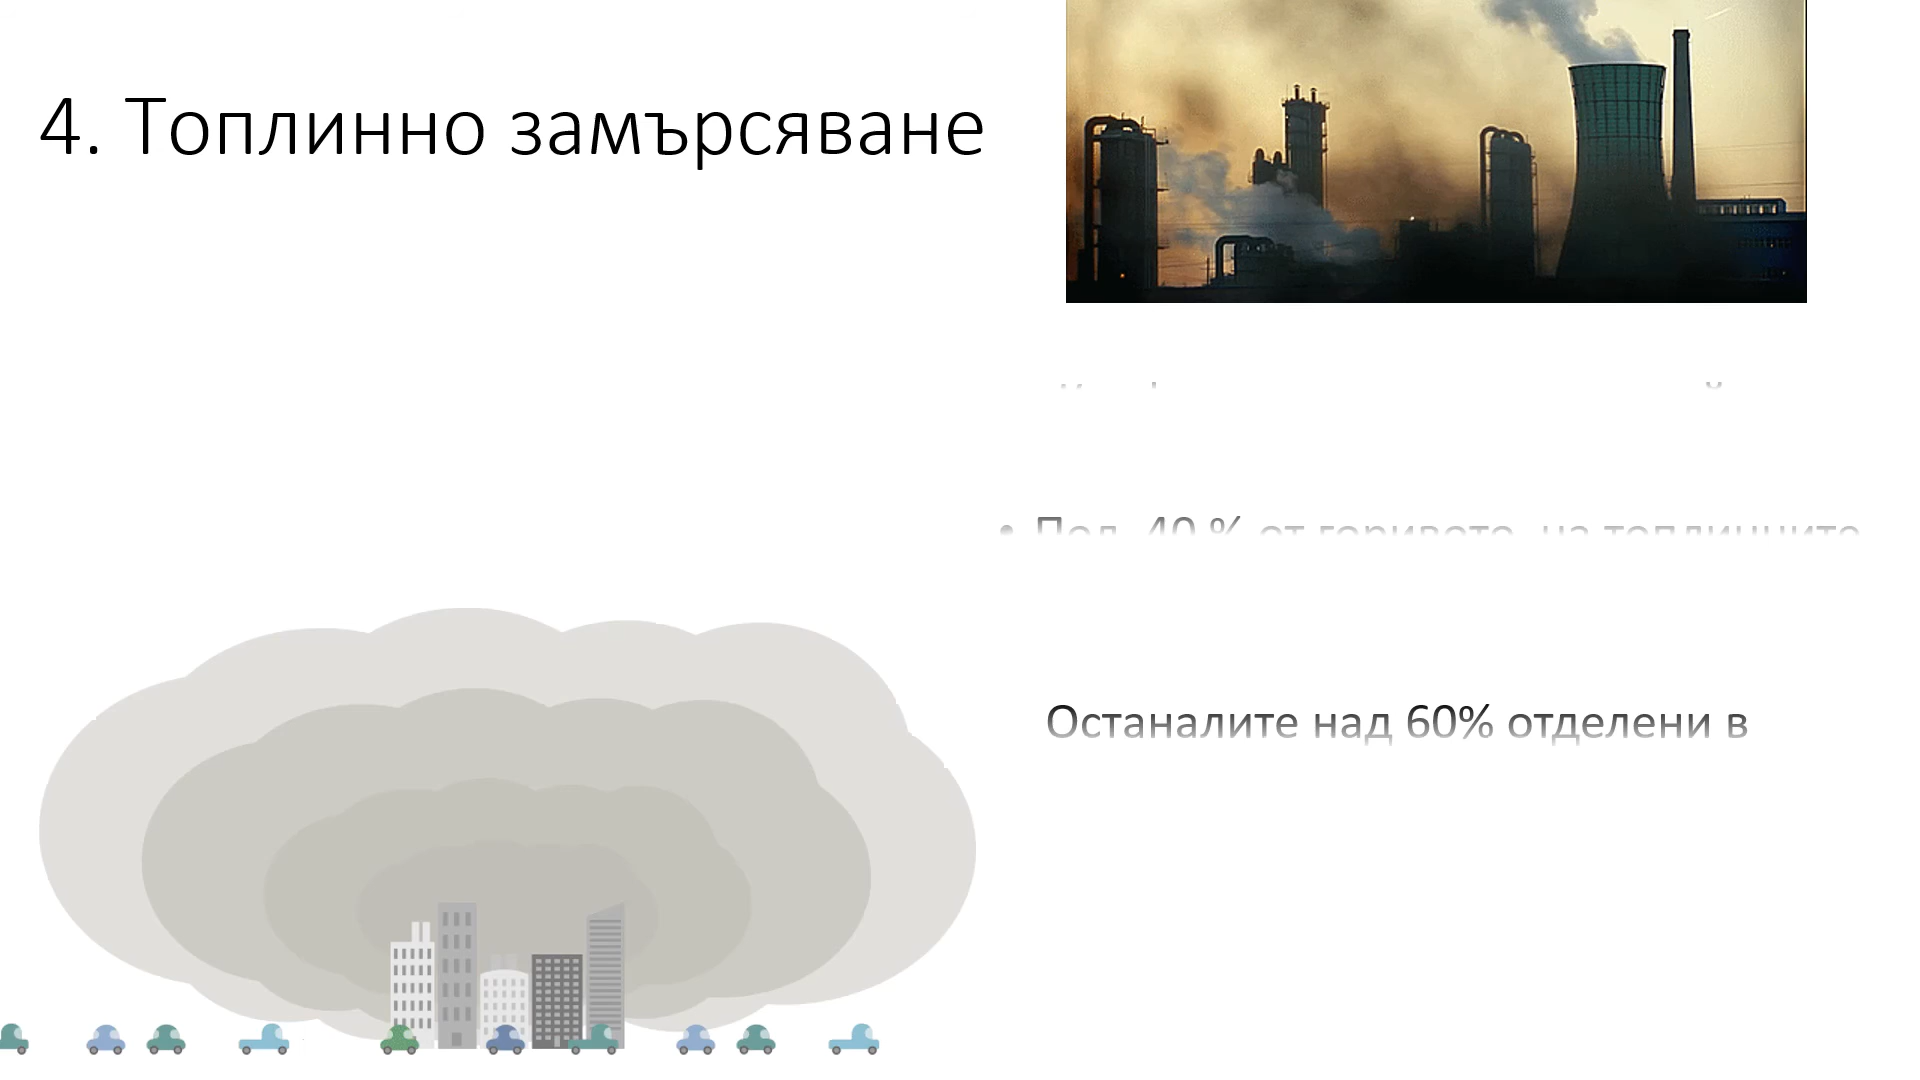 4. Топлинно замърсяване
• Под 40 % от горивото на топлинните
Останалите над 60% отделени в